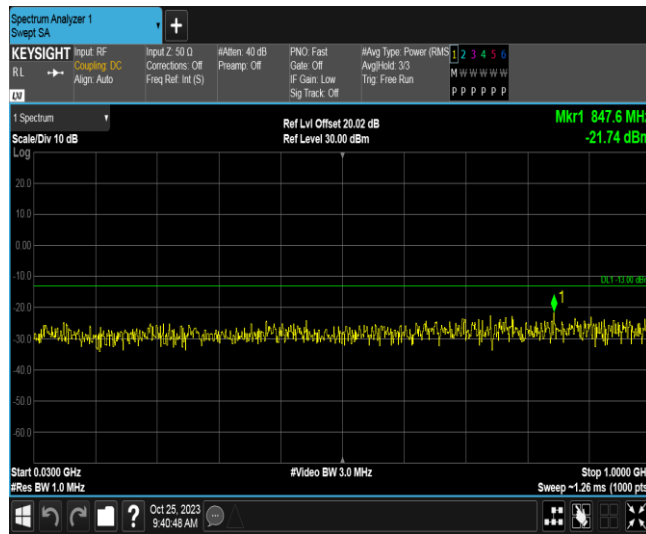 Spectrum Analyzer 1
Swept SA
KEYSIGHT
RL
LXI
Input: RF
Coupling: DC
Align: Auto
Input Z: 50 Ω
Corrections: Off
Freq Ref: Int (S)
#Atten: 40 dB
Preamp: Off
PNO: Fast
Gate: Off
IF Gain: Low
Sig Track: Off
#Avg Type: Power (RMS
Avg|Hold: 3/3
Trig: Free Run
1 2 3 4 5 6
M W W W W W
P P P P P P
1 Spectrum
Scale/Div 10 dB
Log
Ref Lvl Offset 20.02 dB
Ref Level 30.00 dBm
Mkr1 847.6 MHz
-21.74 dBm
20.0
10.0
0.00
-10.0
DL1 -13.00 dBm
1
-20.0
-30.0
-40.0
-50.0
-60.0
Start 0.0300 GHz
#Res BW 1.0 MHz
#Video BW 3.0 MHz
Stop 1.0000 GH
Sweep ~1.26 ms (1000 pts
?
Oct 25, 2023
9:40:48 AM